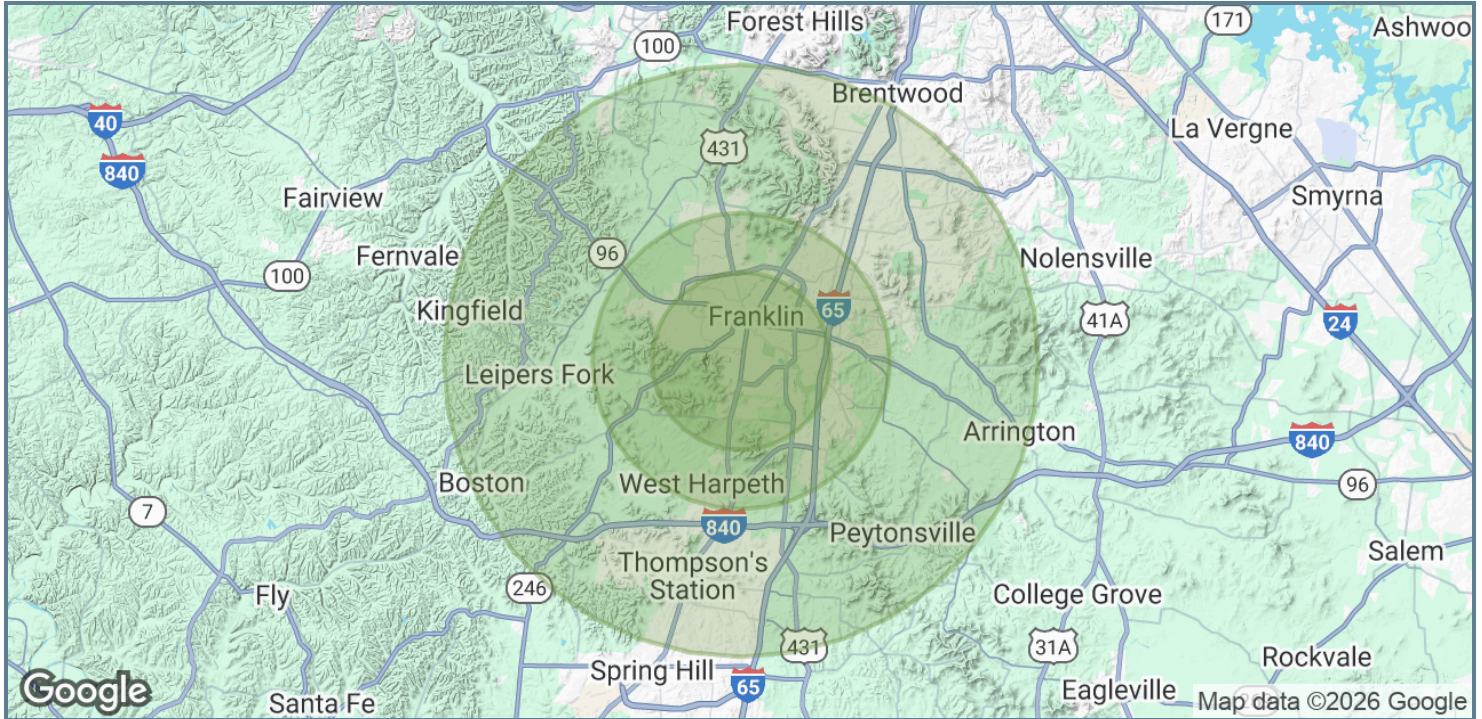 Forest Hills
171
Ashwoo
100
Brentwood
40
431
La Vergne
840
Fairview
Smyrna
Fernvale
96
Nolensville
100
Kingfield
Franklin
65
41A
24
Leipers Fork
Arrington
840
Boston
West Harpeth
96
7
840
Peytonsville
Salem
Thompson's
Station
246
Fly
College Grove
431
31A
Spring Hill
65
Rockvale
Eagleville
Santa Fe
Google
Map data ©2026 Google